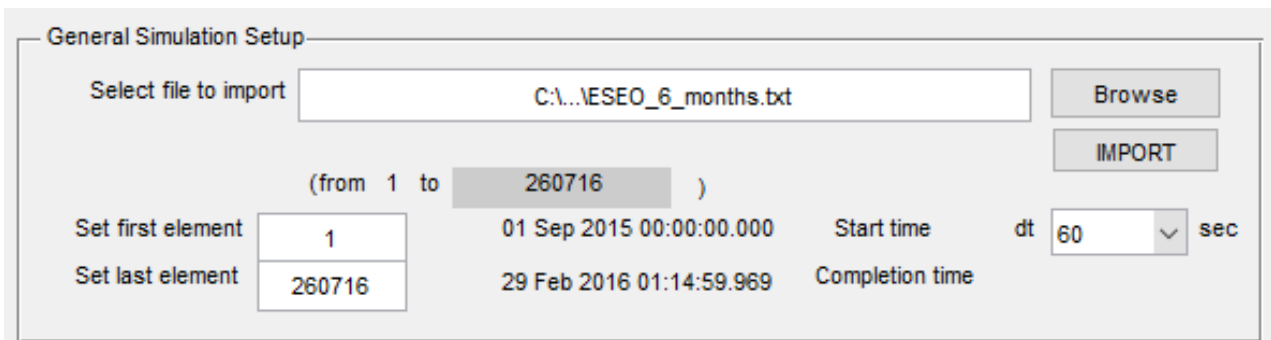 General Simulation Setup
Select file to import C:\...\ESEO_6_months.txt Browse
IMPORT
(from 1 to 260716 )
Set first element 1 01 Sep 2015 00:00:00.000 Start time dt 60 sec
Set last element 260716 29 Feb 2016 01:14:59.969 Completion time